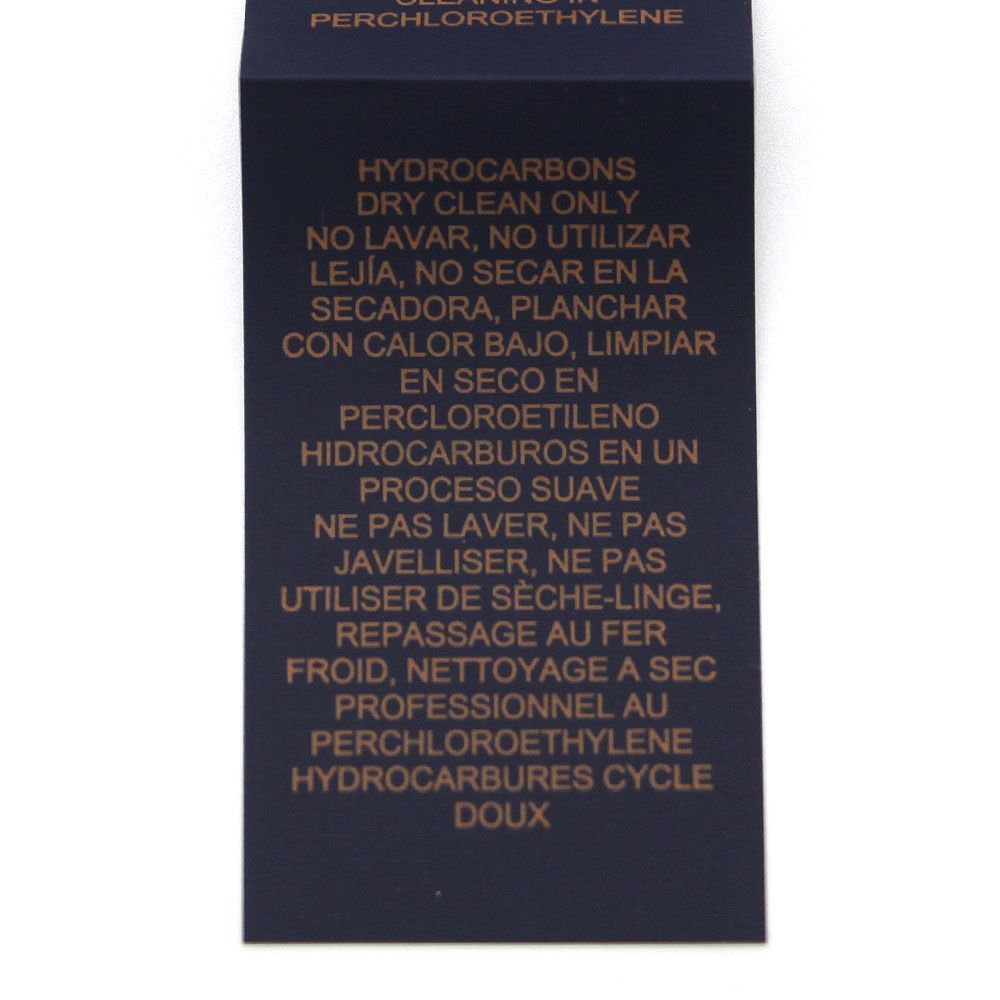 CLEANING IN
PERCHLOROETHYLENE
HYDROCARBONS
DRY CLEAN ONLY
NO LAVAR, NO UTILIZAR
LEJÍA, NO SECAR EN LA
SECADORA, PLANCHAR
CON CALOR BAJO, LIMPIAR
EN SECO EN
PERCLOROETILENO
HIDROCARBUROS EN UN
PROCESO SUAVE
NE PAS LAVER, NE PAS
JAVELLISER, NE PAS
UTILISER DE SÈCHE-LINGE,
REPASSAGE AU FER
FROID, NETTOYAGE A SEC
PROFESSIONNEL AU
PERCHLOROETHYLENE
HYDROCARBURES CYCLE
DOUX